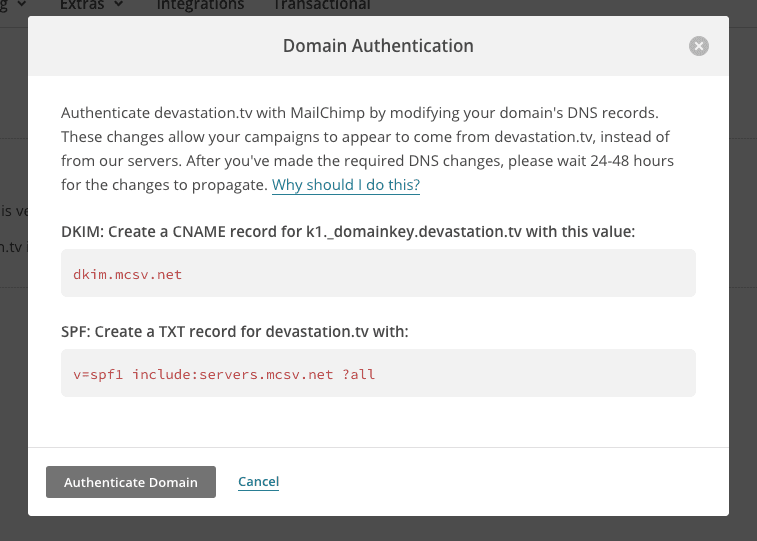 g
Extras
Integrations
Transactional
Domain Authentication
Authenticate devastation.tv with MailChimp by modifying your domain's DNS records.
These changes allow your campaigns to appear to come from devastation.tv, instead of
from our servers. After you've made the required DNS changes, please wait 24-48 hours
for the changes to propagate. Why should I do this?
is ve
DKIM: Create a CNAME record for k1._domainkey.devastation.tv with this value:
n.tv i
dkim.mcsv.net
SPF: Create a TXT record for devastation.tv with:
v=spf1 include:servers.mcsv.net ?all
Authenticate Domain
Cancel